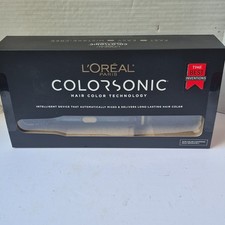 L'ORÉAL
PARIS
COLORSONIC
HAIR COLOR TECHNOLOGY
INTELLIGENT DEVICE THAT AUTOMATICALLY MIXES & DELIVERS LONG-LASTING HAIR COLOR
TIME
BEST
INVENTIONS